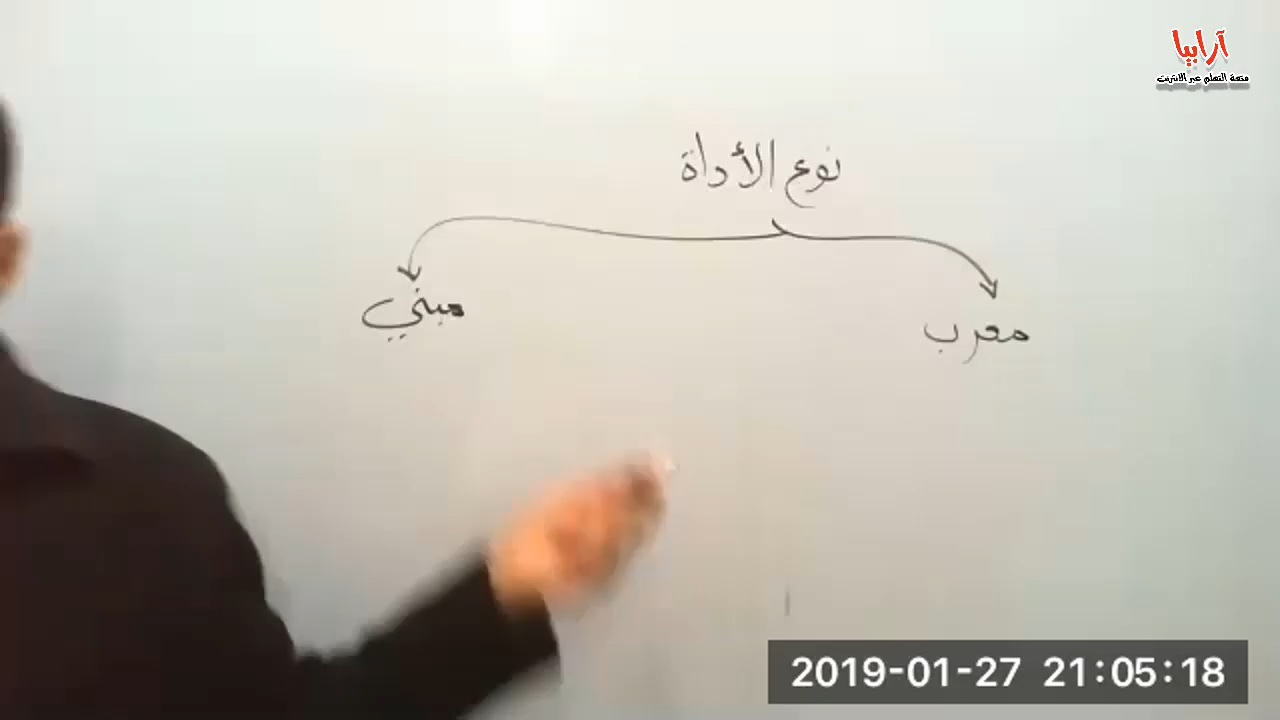 آرابيا
منصة التعلم عبر الانترنت
نوع الأداة
معرب
مبني
2019-01-27 21:05:18